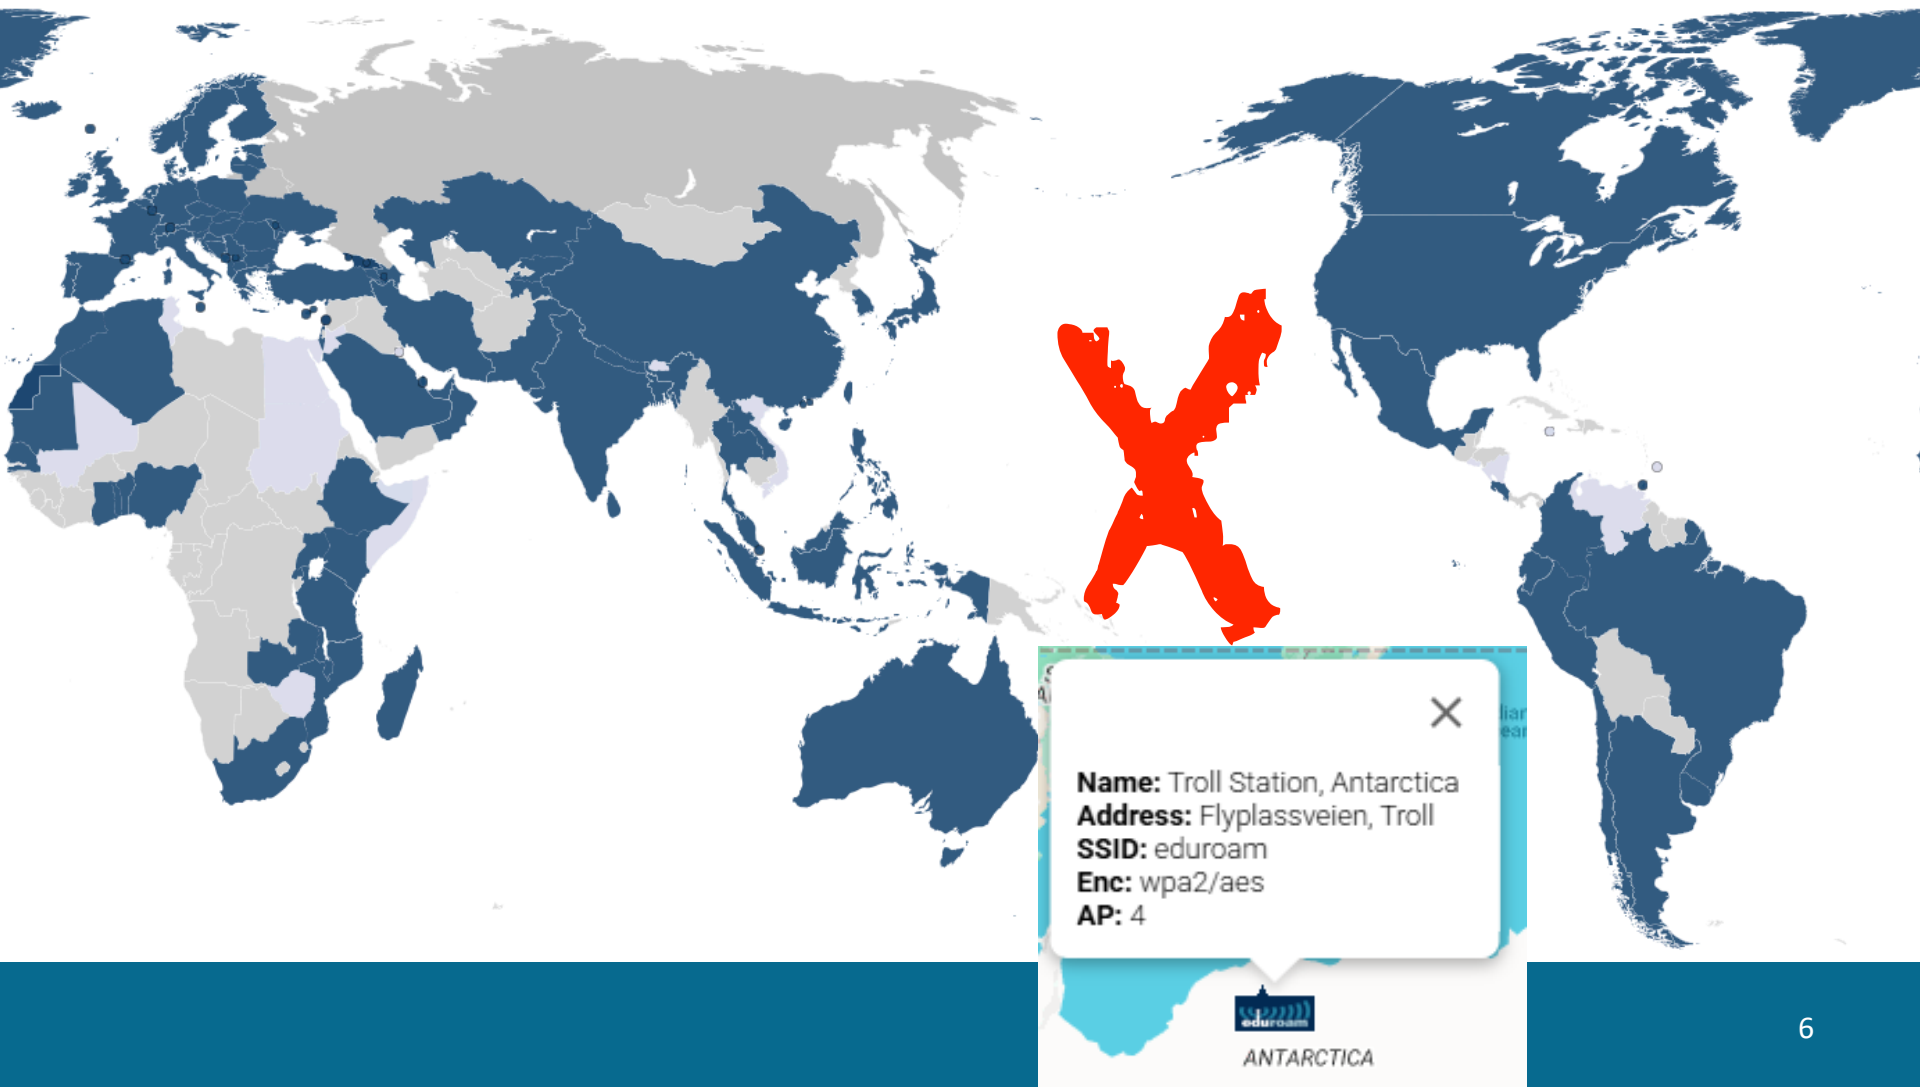 Name: Troll Station, Antarctica
Address: Flyplassveien, Troll
SSID: eduroam
Enc: wpa2/aes
AP: 4
eduroam
ANTARCTICA
6